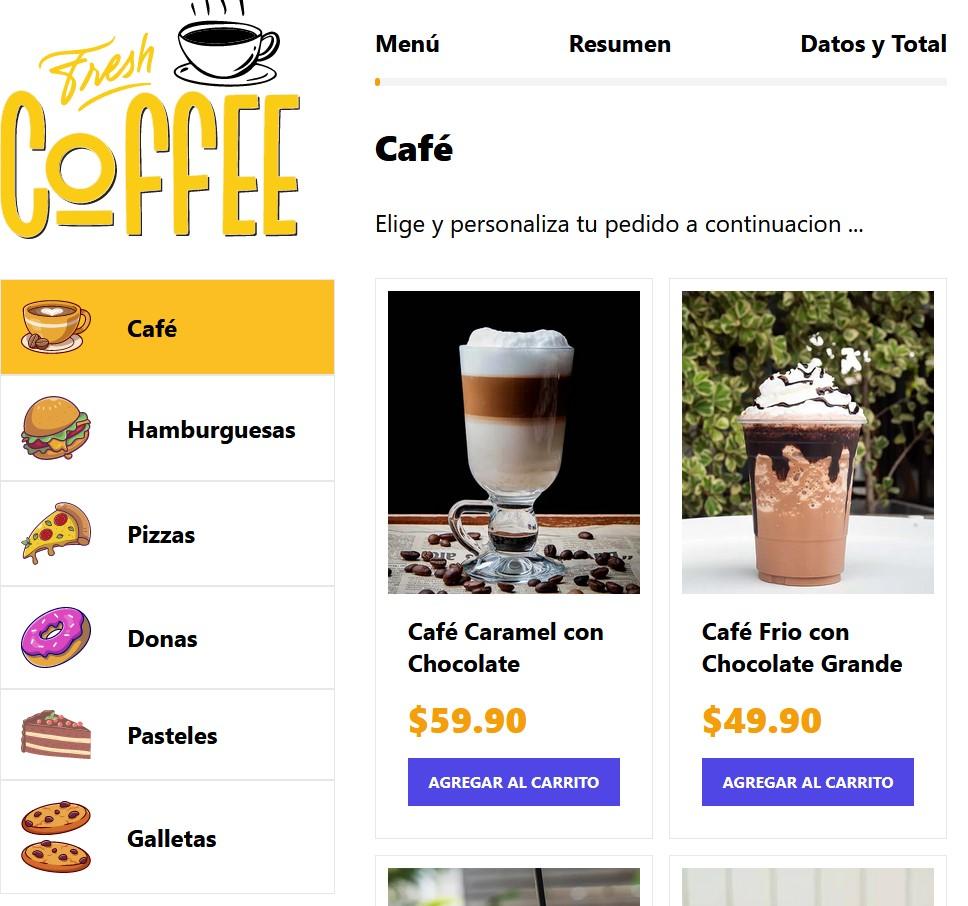 Fresh
COFFEE
Menú
Resumen
Datos y Total
Café
Elige y personaliza tu pedido a continuacion ...
Café
Hamburguesas
Pizzas
Donas
Pasteles
Galletas
Café Caramel con
Chocolate
$59.90
AGREGAR AL CARRITO
Café Frio con
Chocolate Grande
$49.90
AGREGAR AL CARRITO